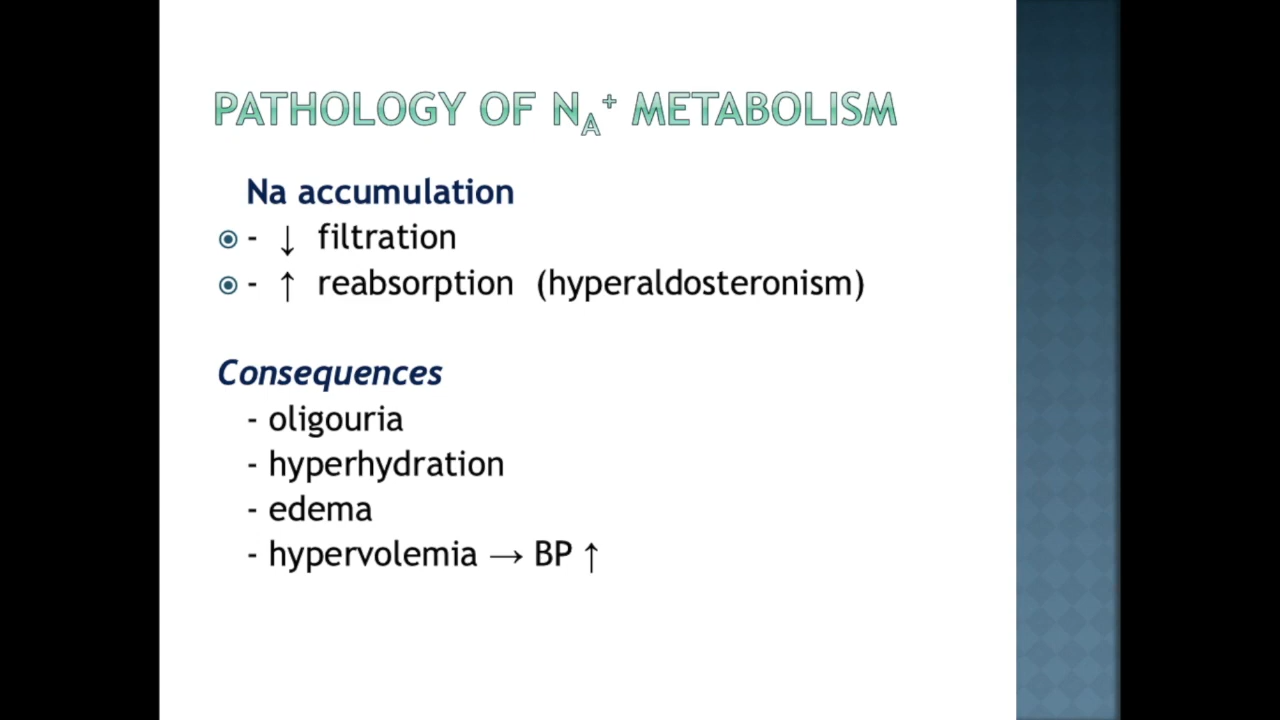 PATHOLOGY OF NA+ METABOLISM
Na accumulation
- ↓ filtration
- ↑ reabsorption (hyperaldosteronism)
Consequences
- oligouria
- hyperhydration
- edema
- hypervolemia → BP ↑